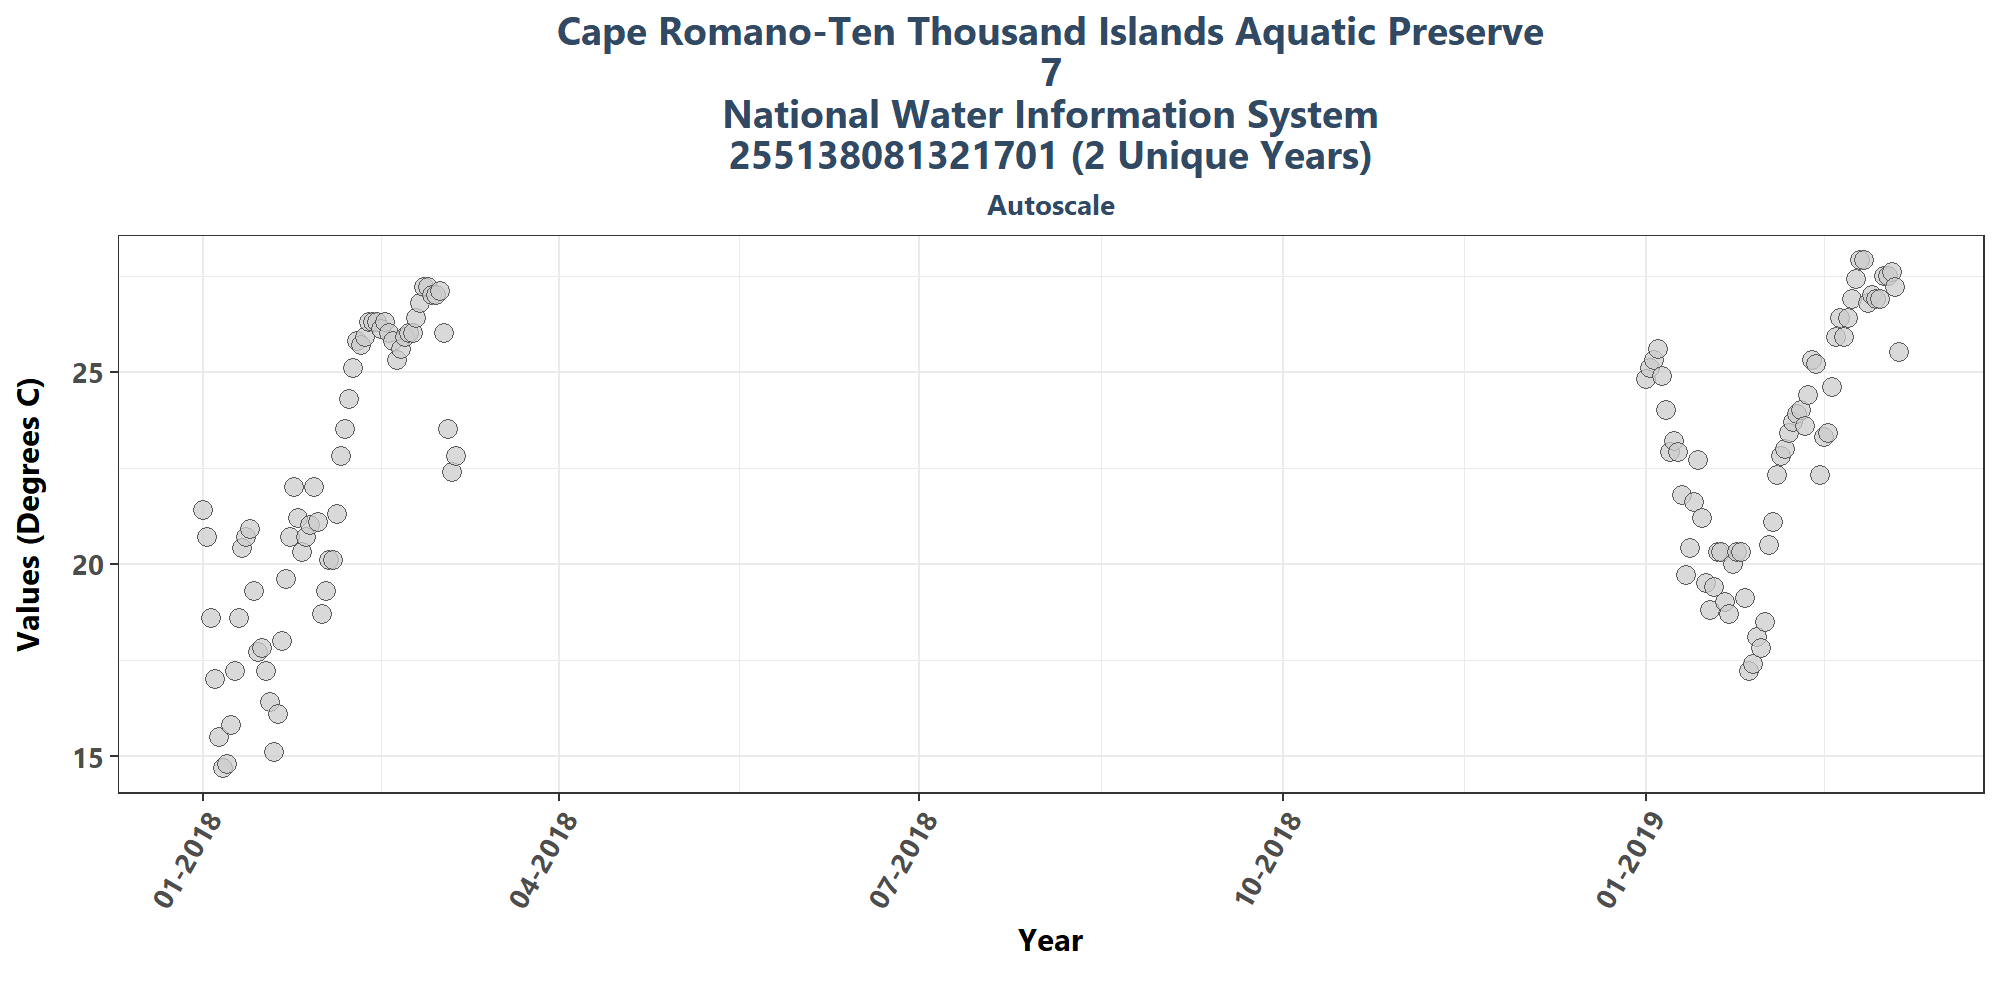 Cape Romano-Ten Thousand Islands Aquatic Preserve
7
National Water Information System
255138081321701 (2 Unique Years)
Autoscale
Values (Degrees C)
25
20
15
01-2018
04-2018
07-2018
10-2018
01-2019
Year